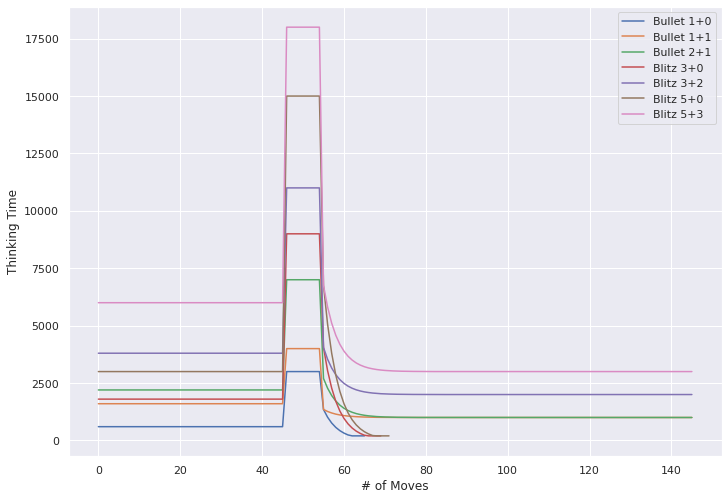 Bullet 1+0
Bullet 1+1
Bullet 2+1
Blitz 3+0
Blitz 3+2
Blitz 5+0
Blitz 5+3
Thinking Time
17500
15000
12500
10000
7500
5000
2500
0
0 20 40 60 80 100 120 140
# of Moves